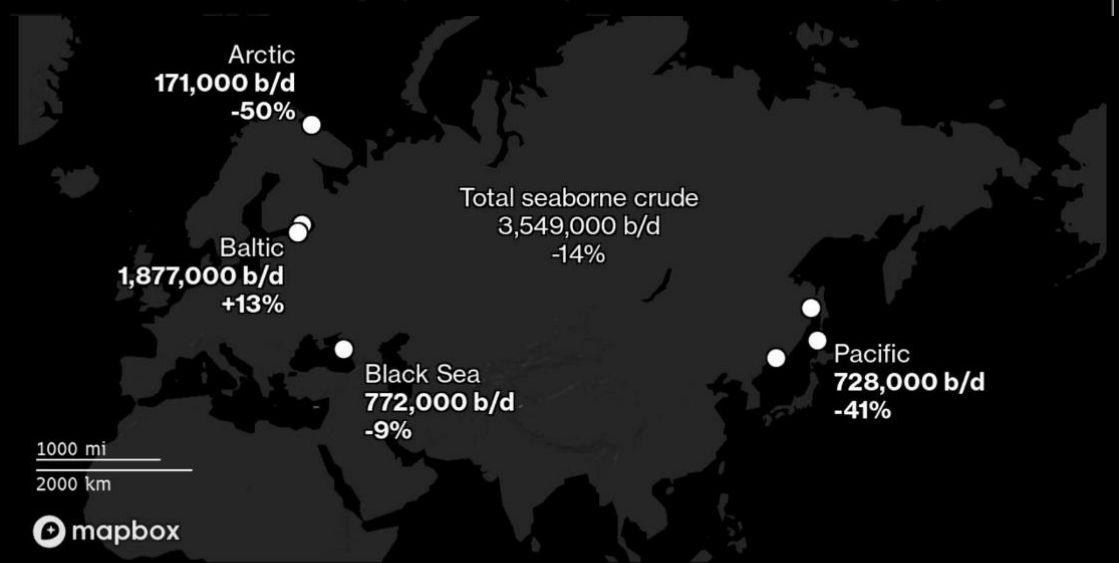 Arctic
171,000 b/d
-50%
Total seaborne crude
3,549,000 b/d
-14%
Baltic
1,877,000 b/d
+13%
Black Sea
772,000 b/d
-9%
Pacific
728,000 b/d
-41%
1000 mi
2000 km
mapbox